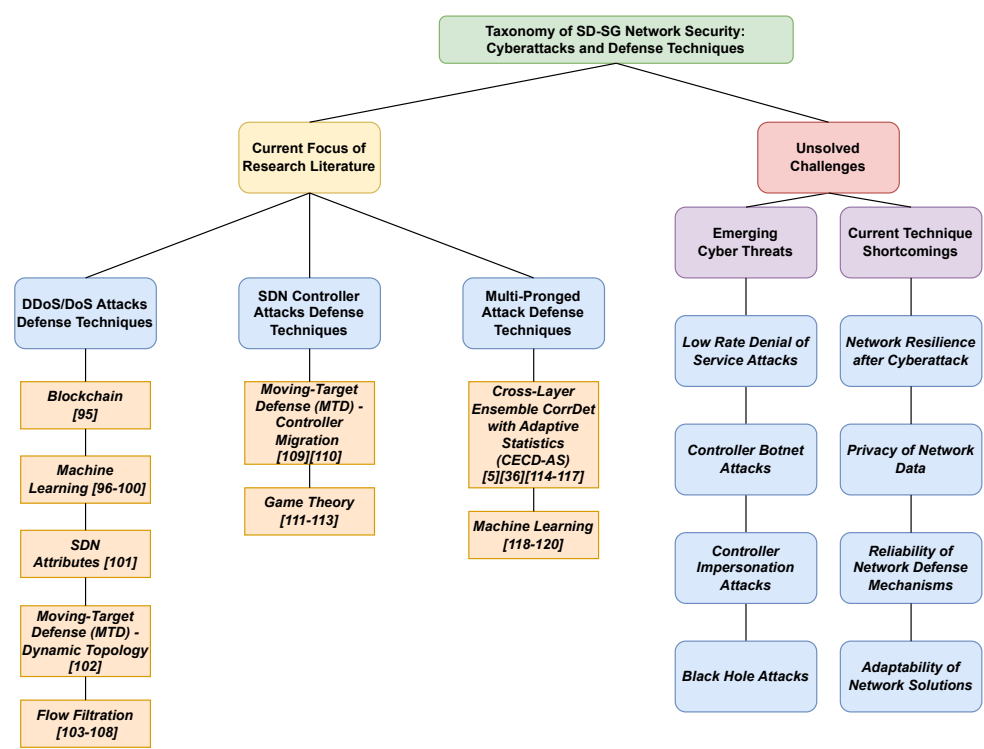 Taxonomy of SD-SG Network Security:
Cyberattacks and Defense Techniques
Current Focus of
Research Literature
Unsolved
Challenges
DDoS/DoS Attacks
Defense Techniques
Blockchain
[95]
Machine
Learning [96-100]
SDN
Attributes [101]
Moving-Target
Defense (MTD) -
Dynamic Topology
[102]
Flow Filtration
[103-108]
SDN Controller
Attacks Defense
Techniques
Moving-Target
Defense (MTD) -
Controller
Migration
[109][110]
Game Theory
[111-113]
Multi-Pronged
Attack Defense
Techniques
Cross-Layer
Ensemble CorrDet
with Adaptive
Statistics
(CECD-AS)
[5][36][114-117]
Machine Learning
[118-120]
Emerging
Cyber Threats
Low Rate Denial of
Service Attacks
Controller Botnet
Attacks
Controller
Impersonation
Attacks
Black Hole Attacks
Current Technique
Shortcomings
Network Resilience
after Cyberattack
Privacy of Network
Data
Reliability of
Network Defense
Mechanisms
Adaptability of
Network Solutions